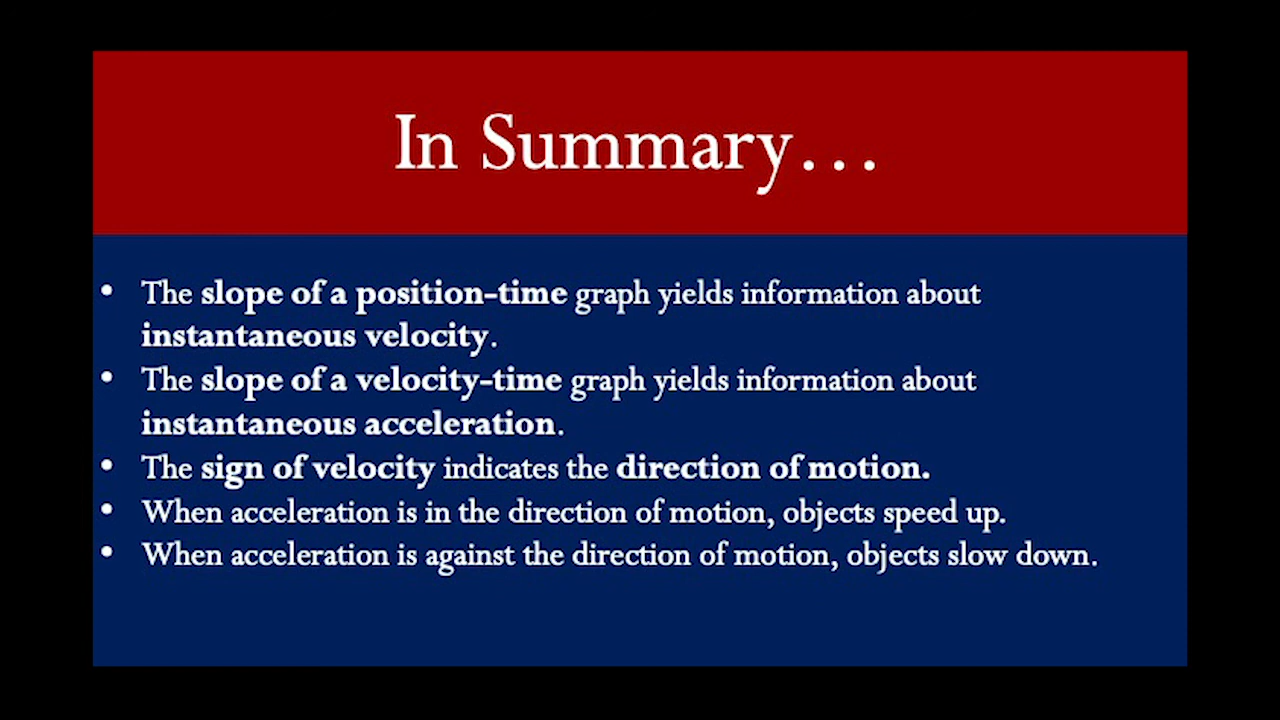 In Summary…
• The slope of a position-time graph yields information about
instantaneous velocity.
• The slope of a velocity-time graph yields information about
instantaneous acceleration.
• The sign of velocity indicates the direction of motion.
• When acceleration is in the direction of motion, objects speed up.
• When acceleration is against the direction of motion, objects slow down.